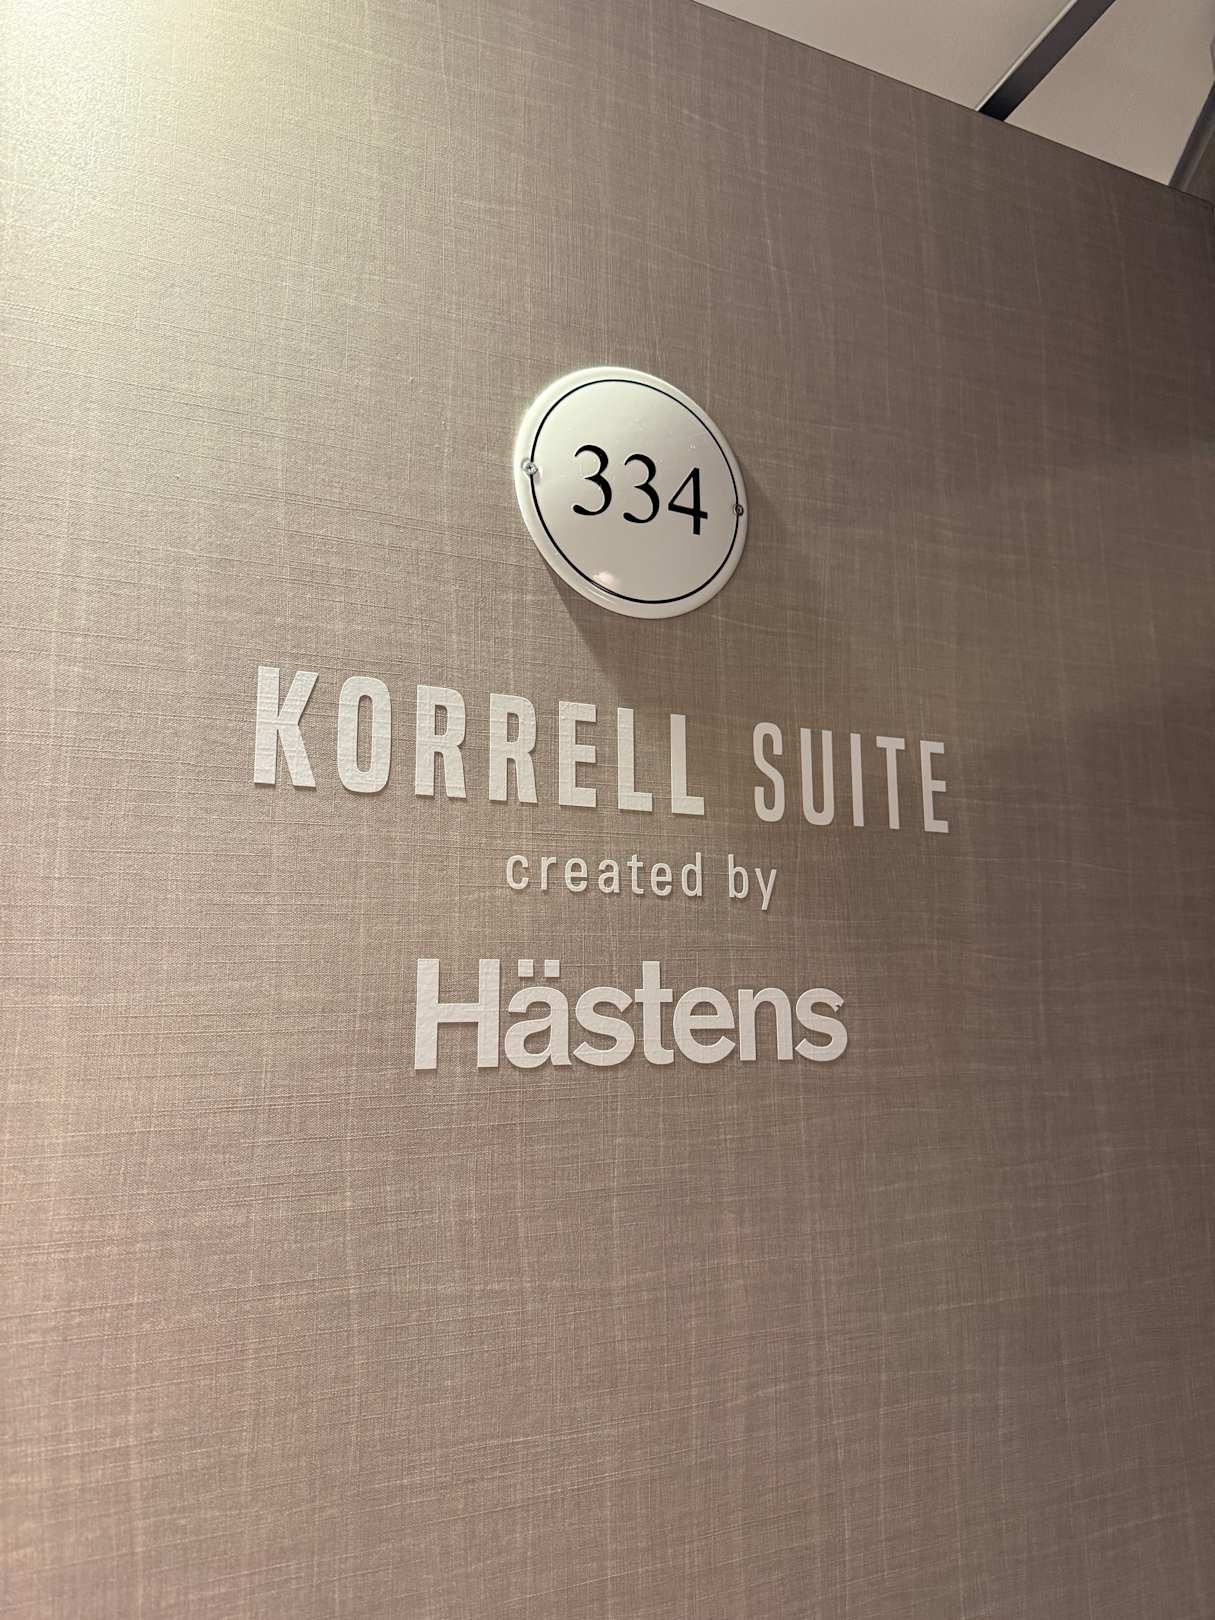 334
KORRELL SUITE
created by
Hästens